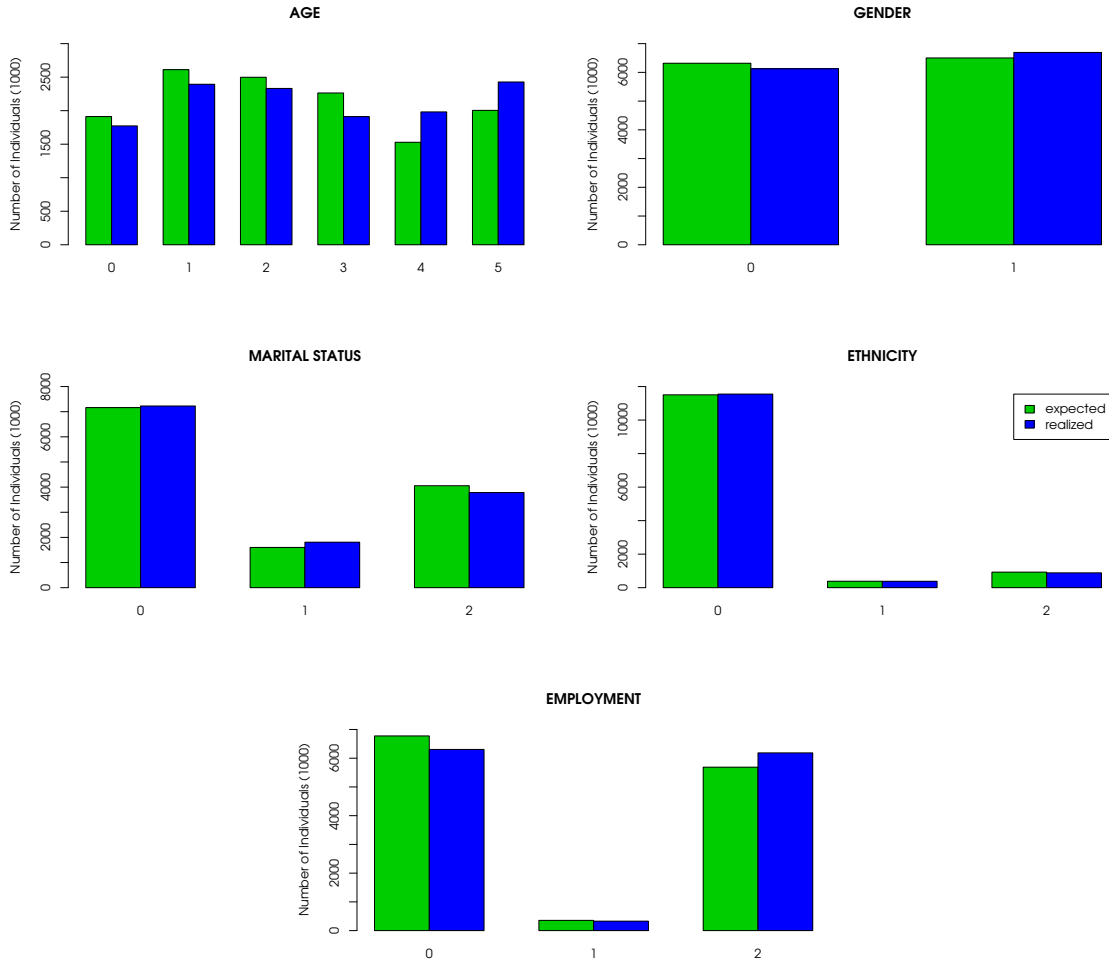 AGE
Number of Individuals (1000)
0 500 1500 2500
0 1 2 3 4 5
GENDER
Number of Individuals (1000)
0 2000 4000 6000
0 1
MARITAL STATUS
Number of Individuals (1000)
0 2000 4000 6000 8000
0 1 2
ETHNICITY
Number of Individuals (1000)
0 2000 6000 10000
expected
realized
0 1 2
EMPLOYMENT
Number of Individuals (1000)
0 2000 4000 6000
0 1 2